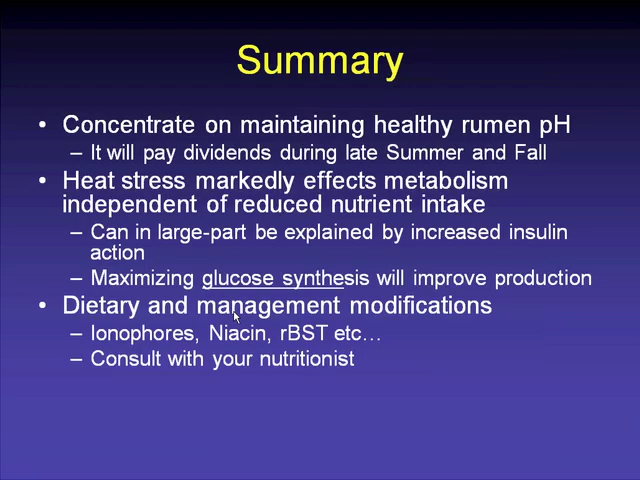 Summary
• Concentrate on maintaining healthy rumen pH
– It will pay dividends during late Summer and Fall
• Heat stress markedly effects metabolism
independent of reduced nutrient intake
– Can in large-part be explained by increased insulin
action
– Maximizing glucose synthesis will improve production
• Dietary and management modifications
– Ionophores, Niacin, rBST etc…
– Consult with your nutritionist